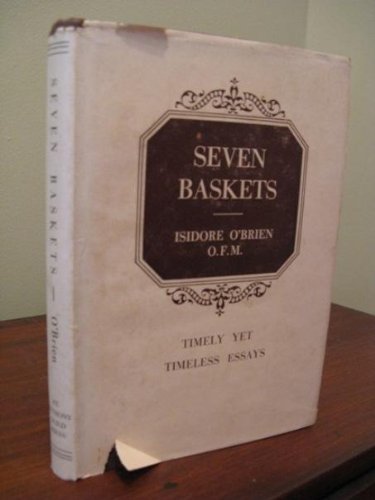 SEVEN
BASKETS
ISIDORE O'BRIEN
O.F.M.
TIMELY YET
TIMELESS ESSAYS
SEVEN BASKETS — O'Brien